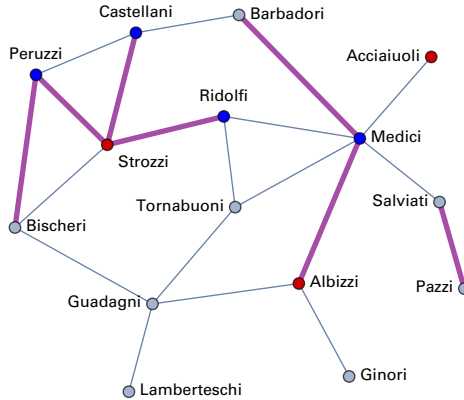 Castellani
Barbadori
Peruzzi
Acciaiuoli
Ridolfi
Medici
Strozzi
Salviati
Tornabuoni
Bischeri
Albizzi
Pazzi
Guadagni
Ginori
Lamberteschi